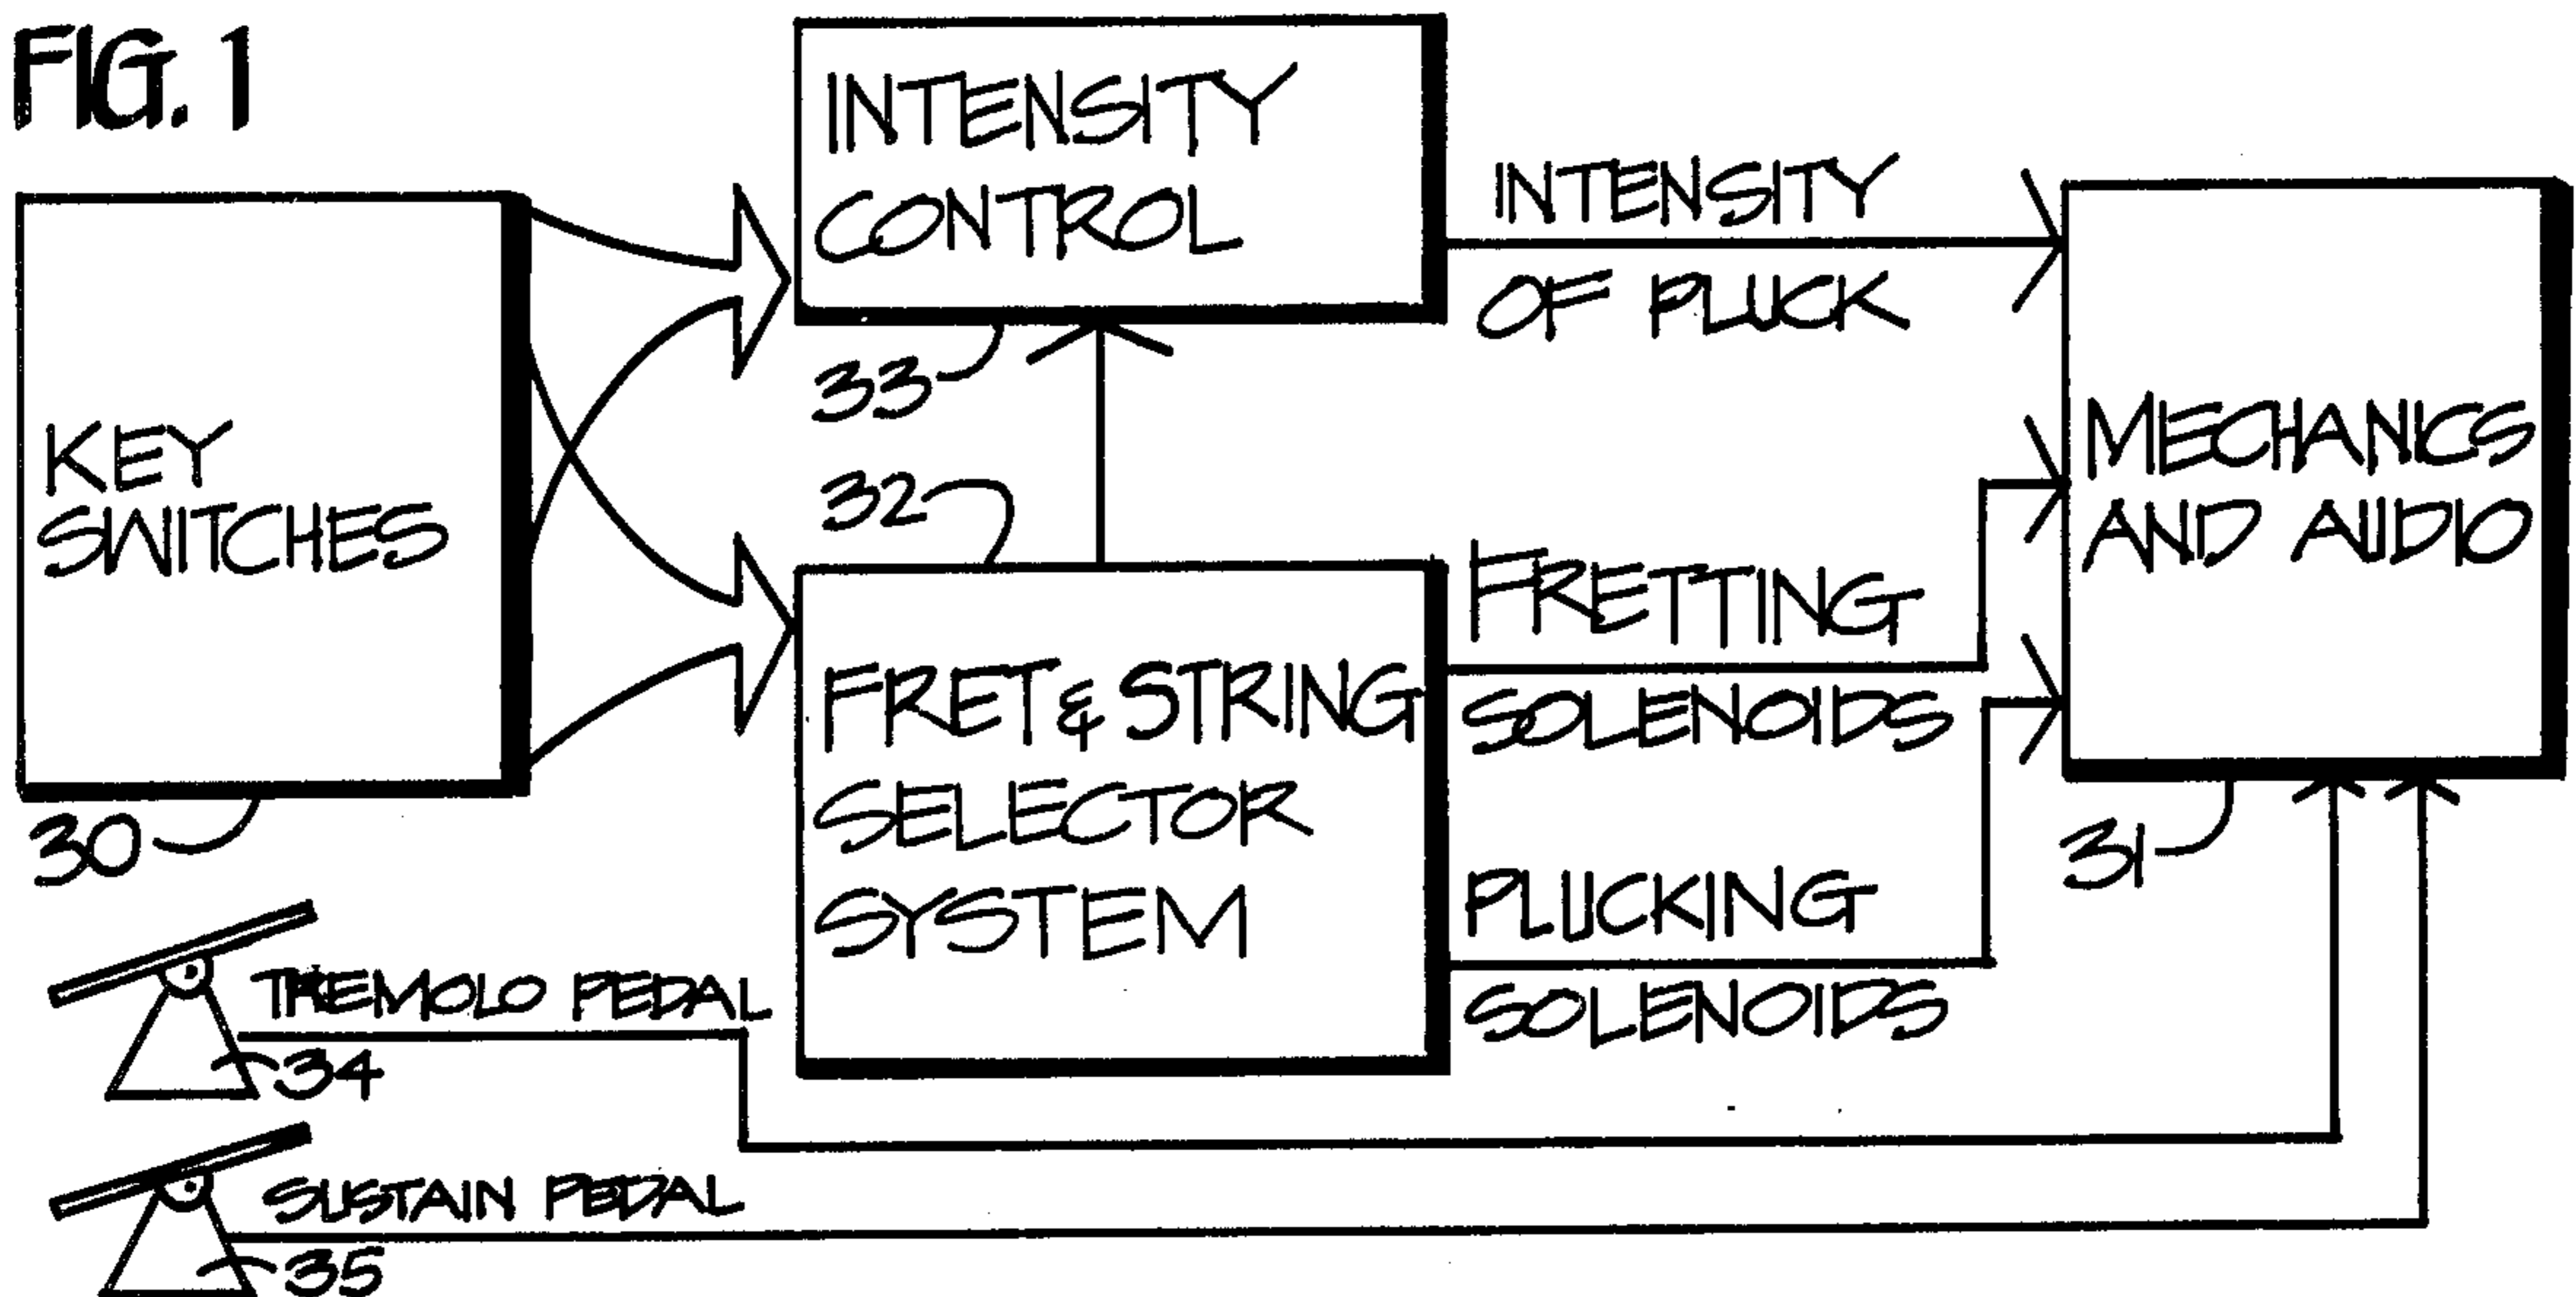 FIG. 1
INTENSITY
CONTROL
33
INTENSITY
OF PLUCK
KEY
SWITCHES
30
32
FRET & STRING
SELECTOR
SYSTEM
FRETTING
SOLENOIDS
PLUCKING
SOLENOIDS
MECHANICS
AND AUDIO
31
TREMOLO PEDAL
34
SUSTAIN PEDAL
35